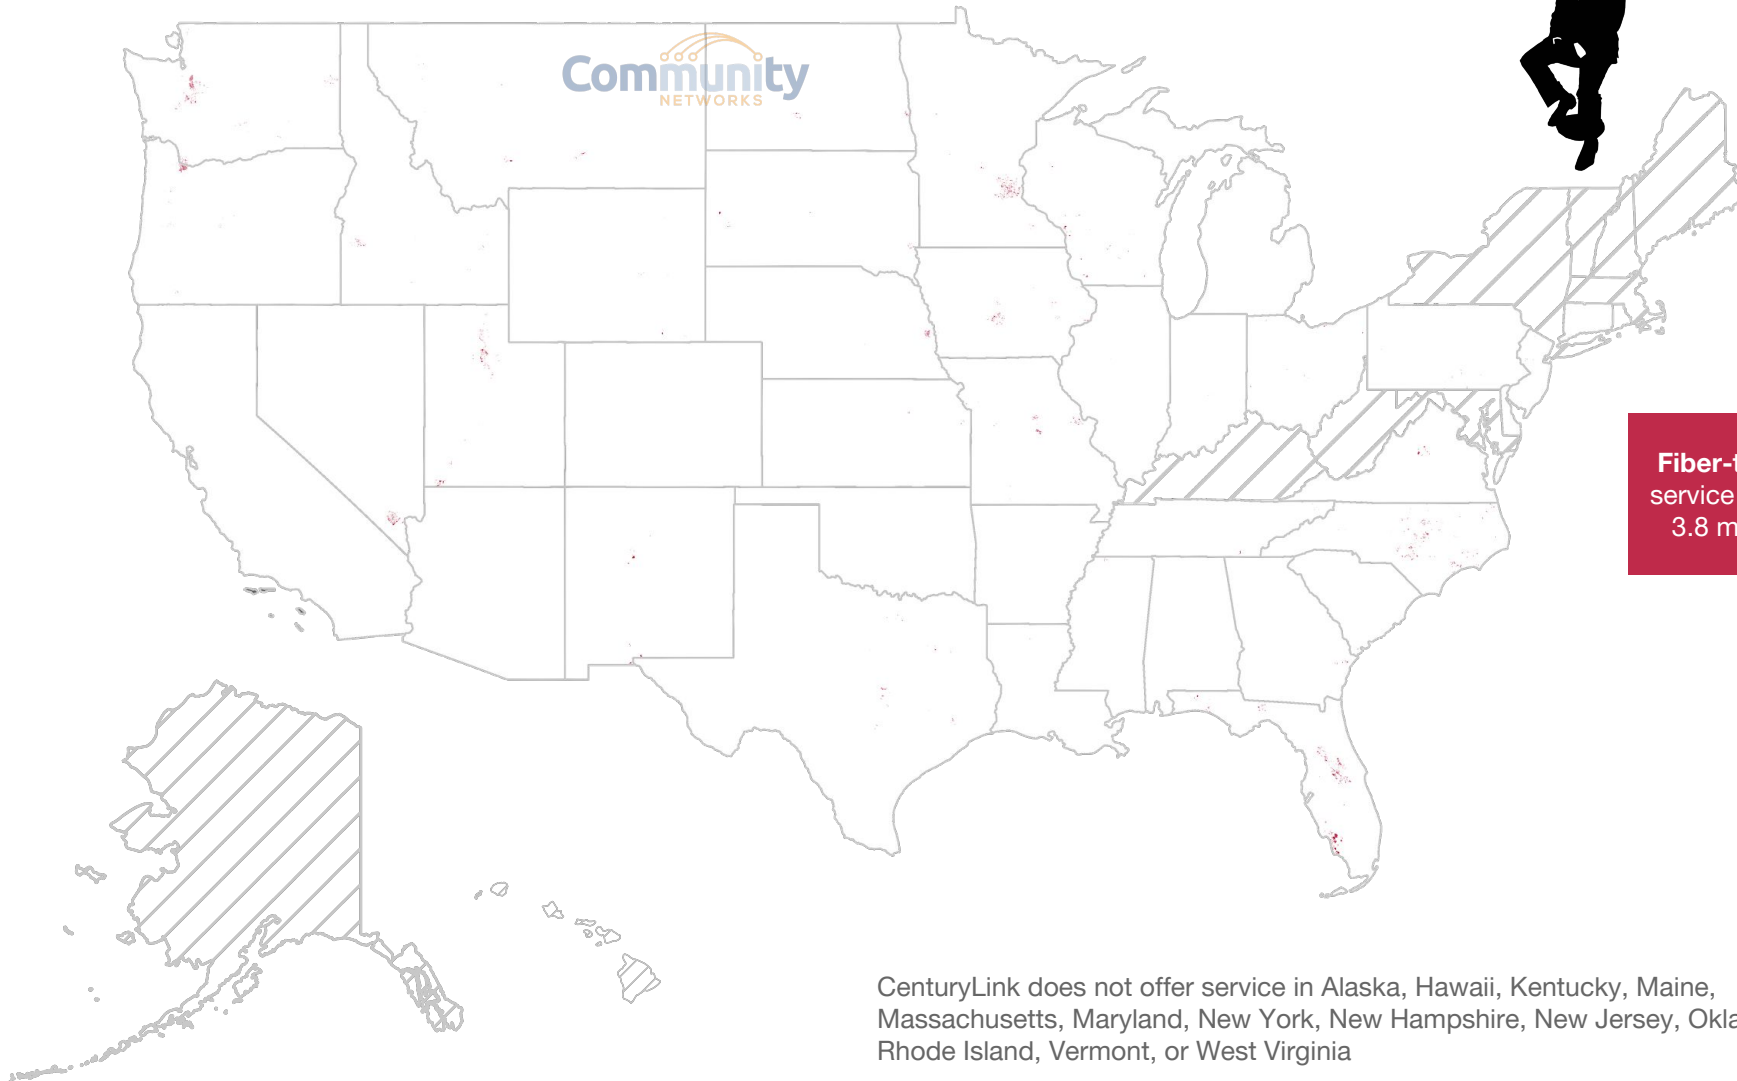 Community
NETWORKS
Fiber-t
service
3.8 m
CenturyLink does not offer service in Alaska, Hawaii, Kentucky, Maine,
Massachusetts, Maryland, New York, New Hampshire, New Jersey, Okla
Rhode Island, Vermont, or West Virginia